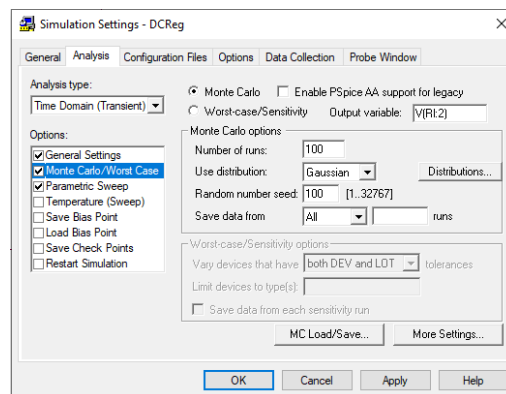 Simulation Settings - DCReg
General Analysis Configuration Files Options Data Collection Probe Window
Analysis type:
Time Domain (Transient)
Options:
General Settings
Monte Carlo/Worst Case
Parametric Sweep
Temperature (Sweep)
Save Bias Point
Load Bias Point
Save Check Points
Restart Simulation
Monte Carlo Enable PSpice AA support for legacy
Worst-case/Sensitivity Output variable: V(Rl:2)
Monte Carlo options
Number of runs: 100
Use distribution: Gaussian Distributions...
Random number seed: 100 [1..32767]
Save data from All runs
Worst-case/Sensitivity options
Vary devices that have both DEV and LOT tolerances
Limit devices to type(s):
Save data from each sensitivity run
MC Load/Save... More Settings...
OK Cancel Apply Help